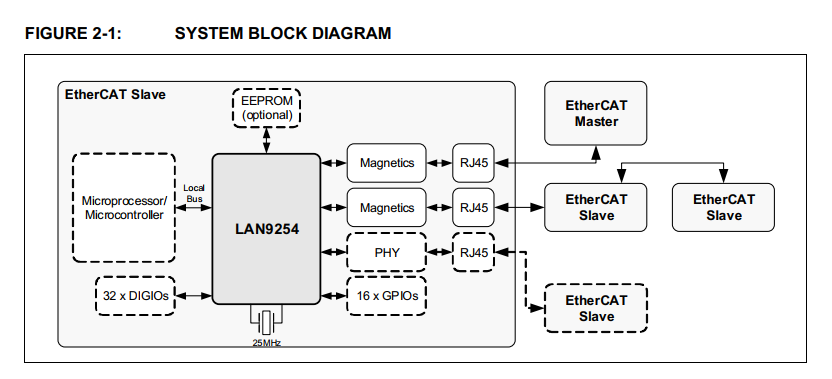 FIGURE 2-1: SYSTEM BLOCK DIAGRAM
EtherCAT Slave
EEPROM
(optional)
EtherCAT
Master
Magnetics
RJ45
Microprocessor/
Microcontroller
Local
Bus
LAN9254
Magnetics
RJ45
EtherCAT
Slave
EtherCAT
Slave
PHY
RJ45
32 x DIGIOs
16 x GPIOs
EtherCAT
Slave
25MHz